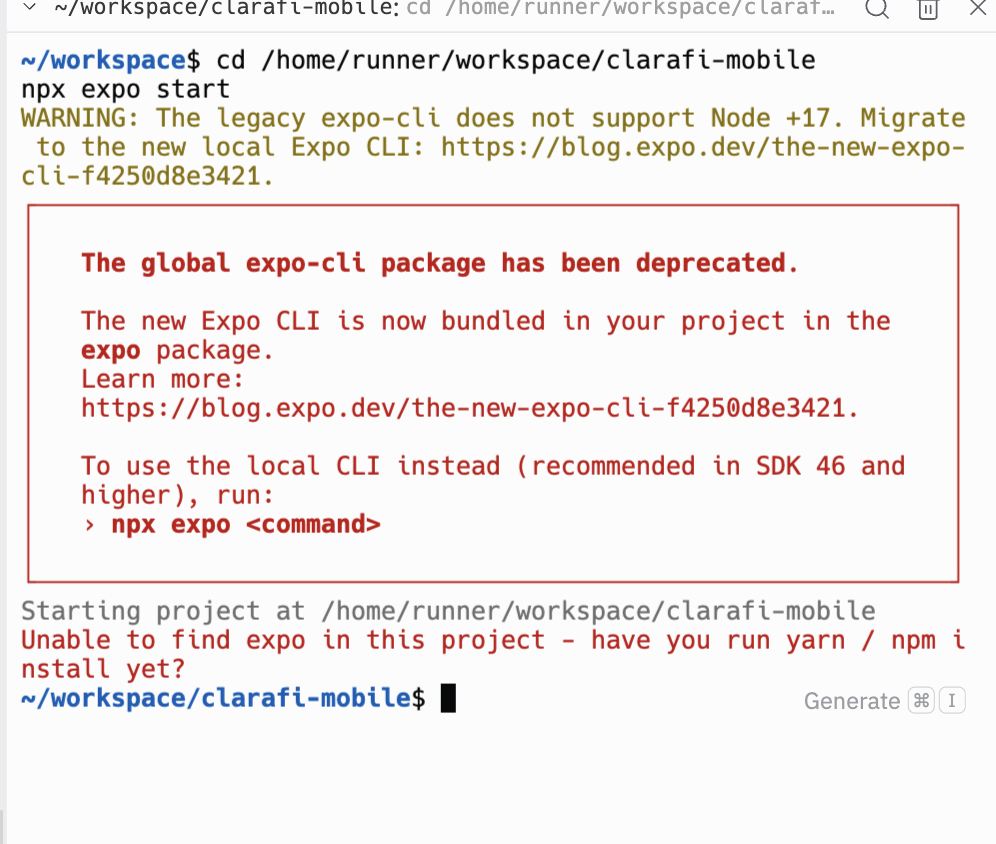 ~/workspace/clarafi-mobile: cd /home/runner/workspace/claraf…
~/workspace$ cd /home/runner/workspace/clarafi-mobile
npx expo start
WARNING: The legacy expo-cli does not support Node +17. Migrate
 to the new local Expo CLI: https://blog.expo.dev/the-new-expo-
cli-f4250d8e3421.
The global expo-cli package has been deprecated.
The new Expo CLI is now bundled in your project in the
expo package.
Learn more:
https://blog.expo.dev/the-new-expo-cli-f4250d8e3421.
To use the local CLI instead (recommended in SDK 46 and
higher), run:
› npx expo <command>
Starting project at /home/runner/workspace/clarafi-mobile
Unable to find expo in this project - have you run yarn / npm i
nstall yet?
~/workspace/clarafi-mobile$
Generate ⌘ I